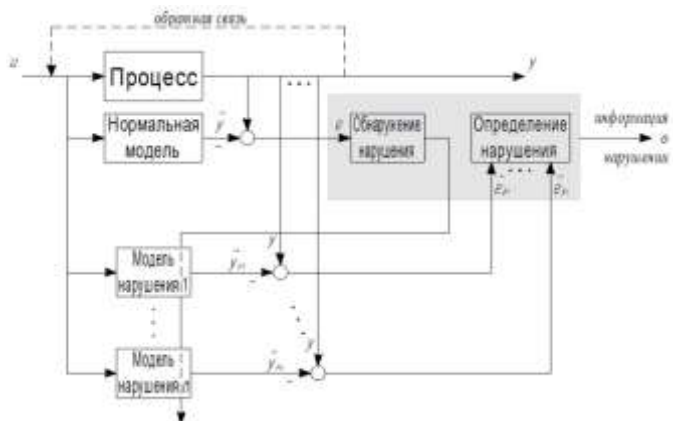 обратная связь
u
y
Процесс
...
Нормальная
модель
ŷ
–
e
Обнаружение
нарушения
Определение
нарушения
информация
о
нарушении
...
y
Модель
нарушения 1
–
y
Модель
нарушения n
–